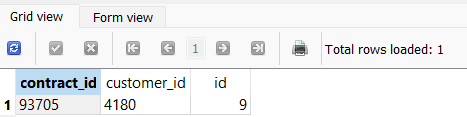 Grid view Form view
1 Total rows loaded: 1
contract_id customer_id id
1 93705 4180 9